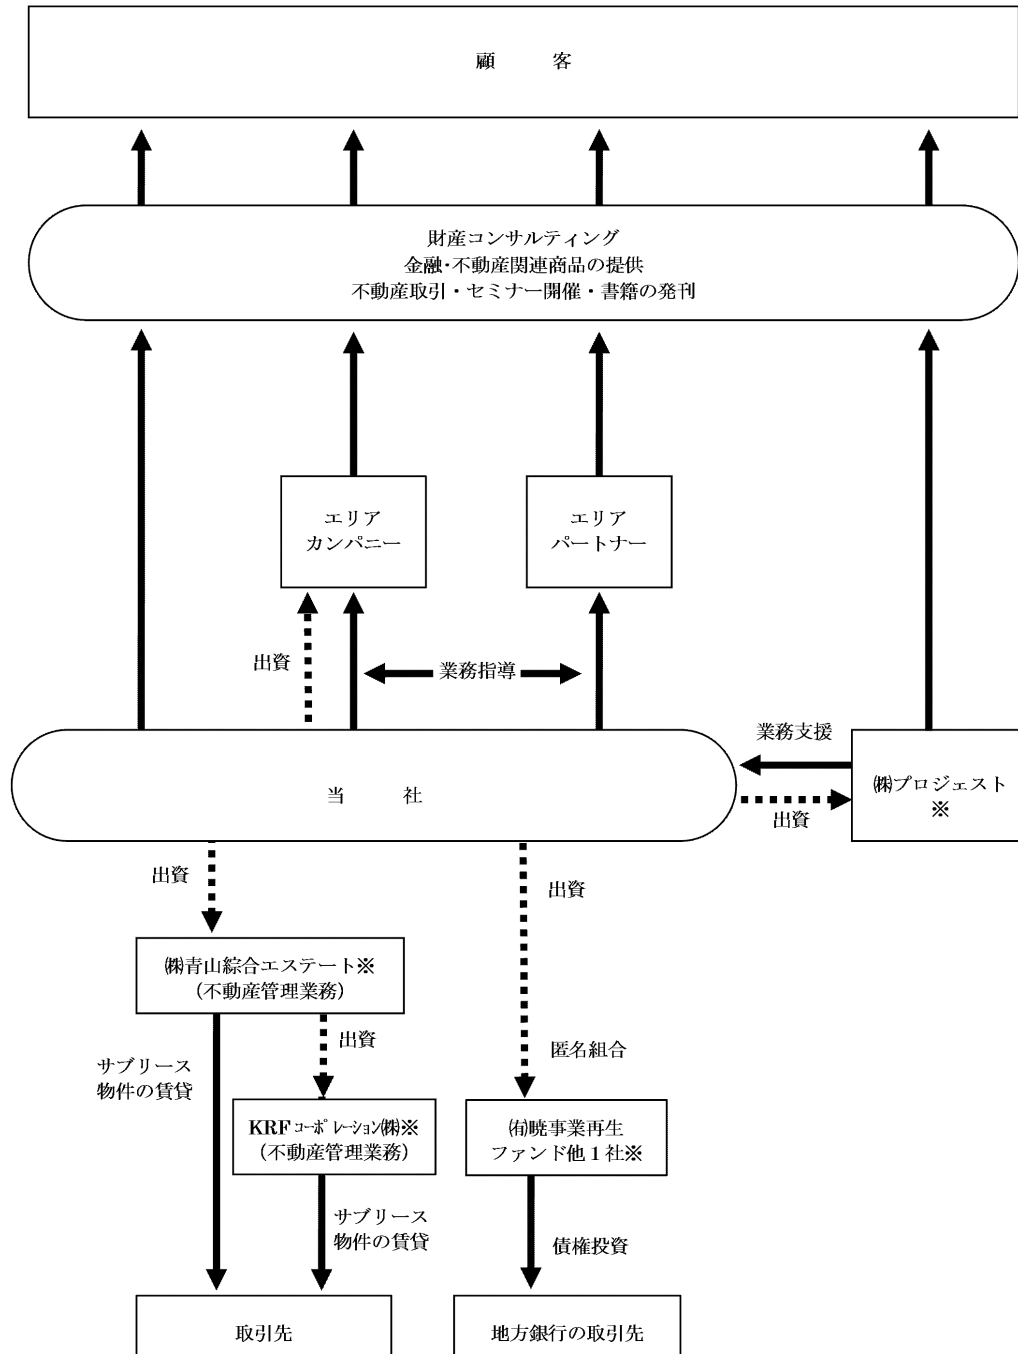 顧　　客
財産コンサルティング
金融・不動産関連商品の提供
不動産取引・セミナー開催・書籍の発刊
エリア
カンパニー
エリア
パートナー
出資
業務指導
業務支援
当　　社
㈱プロジェスト
※
出資
出資
出資
㈱青山綜合エステート※
（不動産管理業務）
出資
匿名組合
サブリース
物件の賃貸
KRFコーポレーション㈱※
（不動産管理業務）
㈲暁事業再生
ファンド他１社※
サブリース
物件の賃貸
債権投資
取引先
地方銀行の取引先